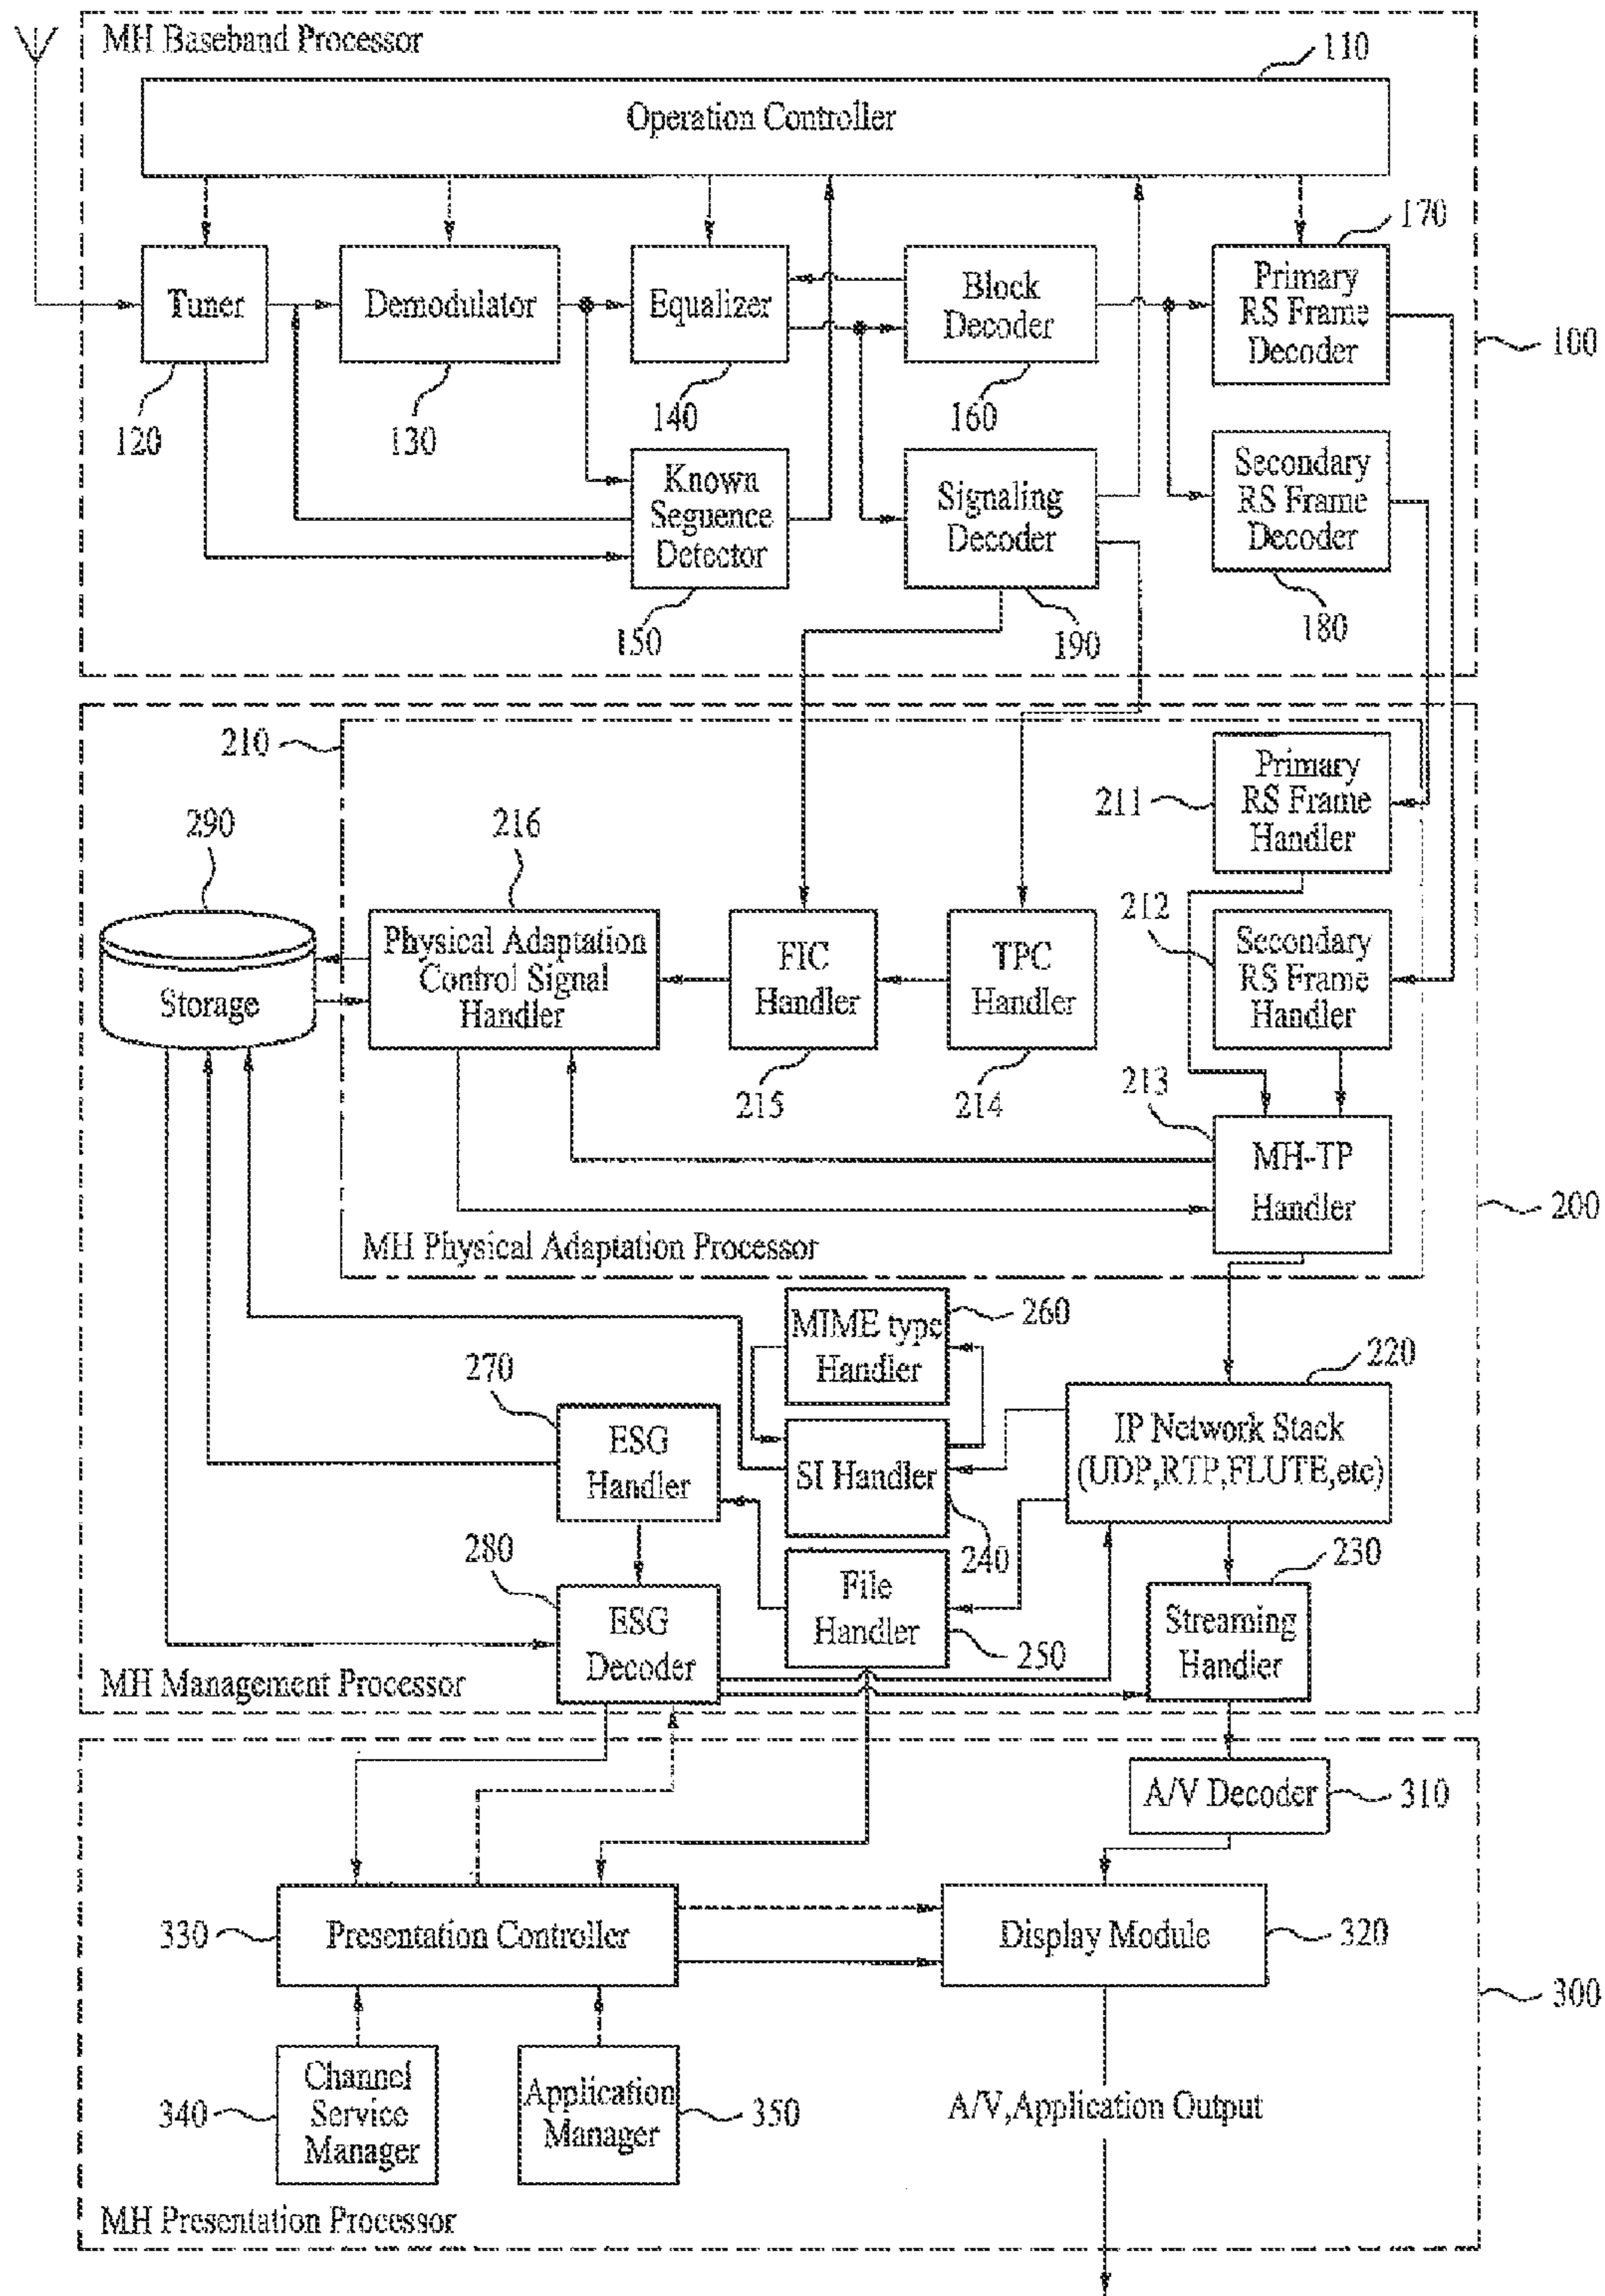 MH Baseband Processor
110
Operation Controller
170
Tuner
Demodulator
Equalizer
Block
Decoder
Primary
RS Frame
Decoder
100
120
130
140
160
Known
Seguence
Detector
Signaling
Decoder
Secondary
RS Frame
Decoder
150
190
180
210
Primary
RS Frame
Handler
211
290
216
212
Storage
Physical Adaptation
Control Signal
Handler
FIC
Handler
TPC
Handler
Secondary
RS Frame
Handler
215
214
213
MH-TP
Handler
200
MH Physical Adaptation Processor
MIME type
Handler
260
270
220
ESG
Handler
SI Handler
IP Network Stack
(UDP,RTP,FLUTE,etc)
280
240
230
ESG
Decoder
File
Handler
250
Streaming
Handler
MH Management Processor
A/V Decoder
310
330
Presentation Controller
Display Module
320
300
340
Channel
Service
Manager
Application
Manager
350
A/V,Application Output
MH Presentation Processor